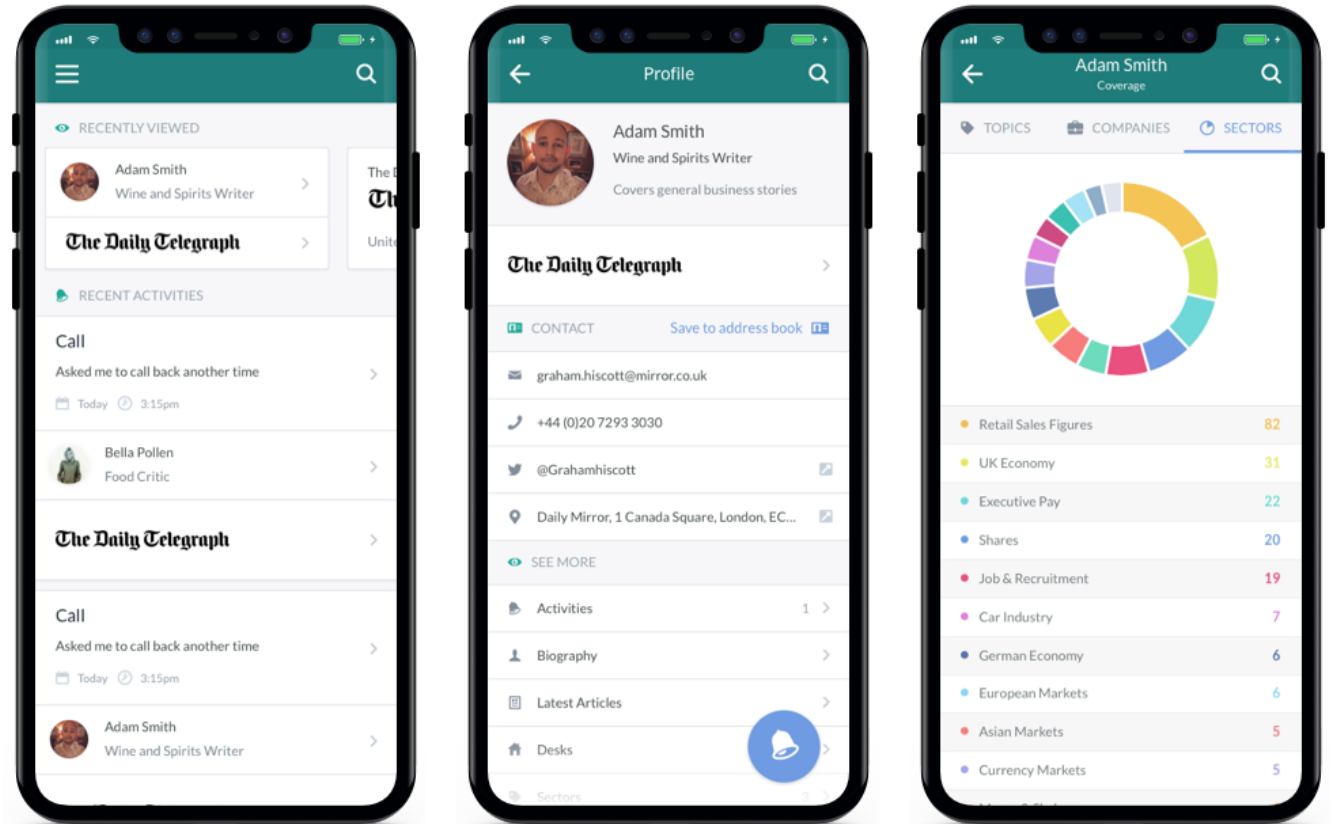 RECENTLY VIEWED
Adam Smith
Wine and Spirits Writer
The Daily Telegraph
The
Unite
RECENT ACTIVITIES
Call
Asked me to call back another time
Today 3:15pm
Bella Pollen
Food Critic
The Daily Telegraph
Call
Asked me to call back another time
Today 3:15pm
Adam Smith
Wine and Spirits Writer
Profile
Adam Smith
Wine and Spirits Writer
Covers general business stories
The Daily Telegraph
CONTACT Save to address book
graham.hiscott@mirror.co.uk
+44 (0)20 7293 3030
@Grahamhiscott
Daily Mirror, 1 Canada Square, London, EC...
SEE MORE
Activities 1
Biography
Latest Articles
Desks
Sectors 3
Adam Smith
Coverage
TOPICS COMPANIES SECTORS
Retail Sales Figures 82
UK Economy 31
Executive Pay 22
Shares 20
Job & Recruitment 19
Car Industry 7
German Economy 6
European Markets 6
Asian Markets 5
Currency Markets 5